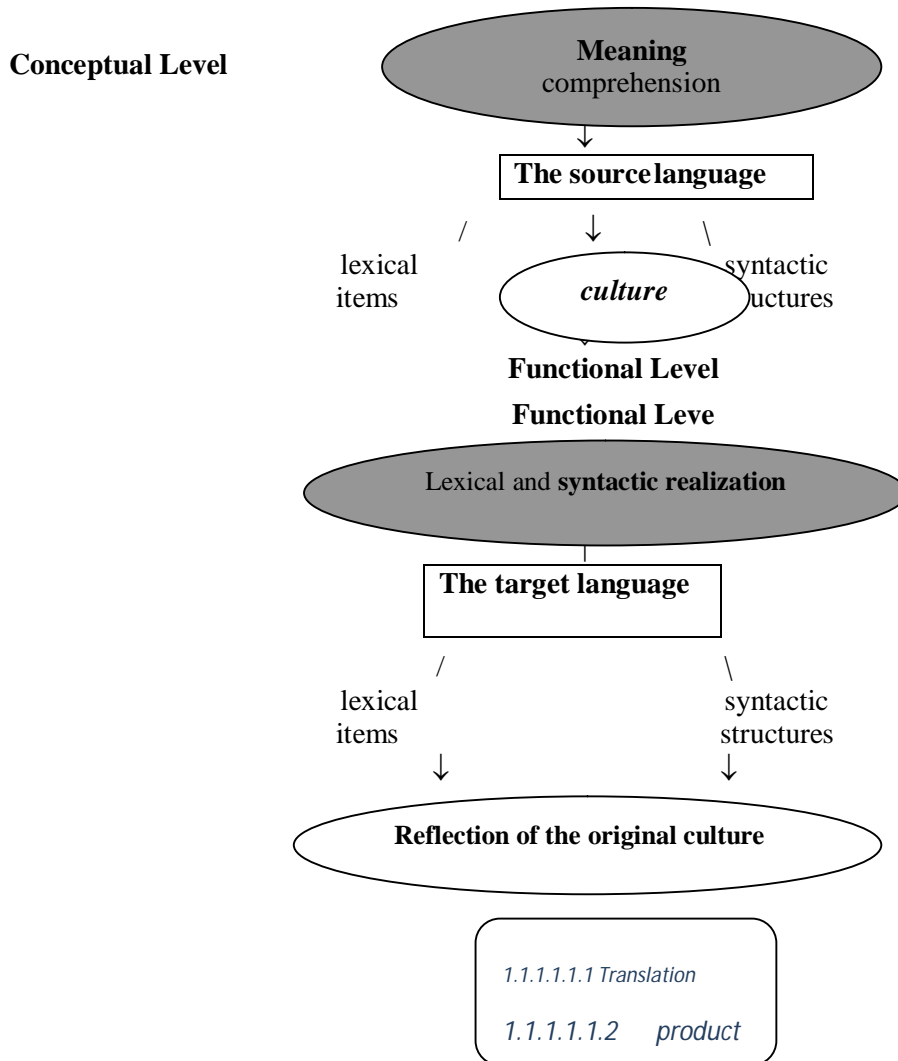 Conceptual Level
Meaning
comprehension
↓
The source language
/ ↓ \
lexical syntactic
items culture uctures
Functional Level
Functional Leve
Lexical and syntactic realization
The target language
/ \
lexical syntactic
items structures
↓ ↓
Reflection of the original culture
1.1.1.1.1.1 Translation
1.1.1.1.1.2 product